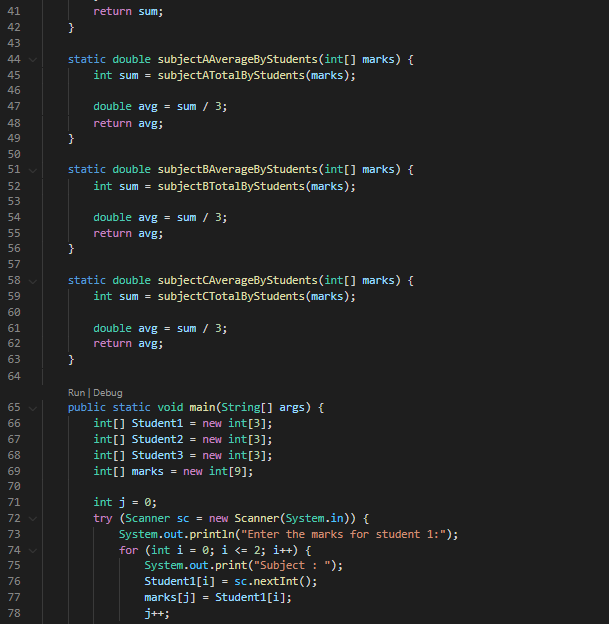 41 return sum;
42 }
43
44 static double subjectAAverageByStudents(int[] marks) {
45 int sum = subjectATotalByStudents(marks);
46
47 double avg = sum / 3;
48 return avg;
49 }
50
51 static double subjectBAverageByStudents(int[] marks) {
52 int sum = subjectBTotalByStudents(marks);
53
54 double avg = sum / 3;
55 return avg;
56 }
57
58 static double subjectCAverageByStudents(int[] marks) {
59 int sum = subjectCTotalByStudents(marks);
60
61 double avg = sum / 3;
62 return avg;
63 }
64
Run | Debug
65 public static void main(String[] args) {
66 int[] Student1 = new int[3];
67 int[] Student2 = new int[3];
68 int[] Student3 = new int[3];
69 int[] marks = new int[9];
70
71 int j = 0;
72 try (Scanner sc = new Scanner(System.in)) {
73 System.out.println("Enter the marks for student 1:");
74 for (int i = 0; i <= 2; i++) {
75 System.out.print("Subject : ");
76 Student1[i] = sc.nextInt();
77 marks[j] = Student1[i];
78 j++;